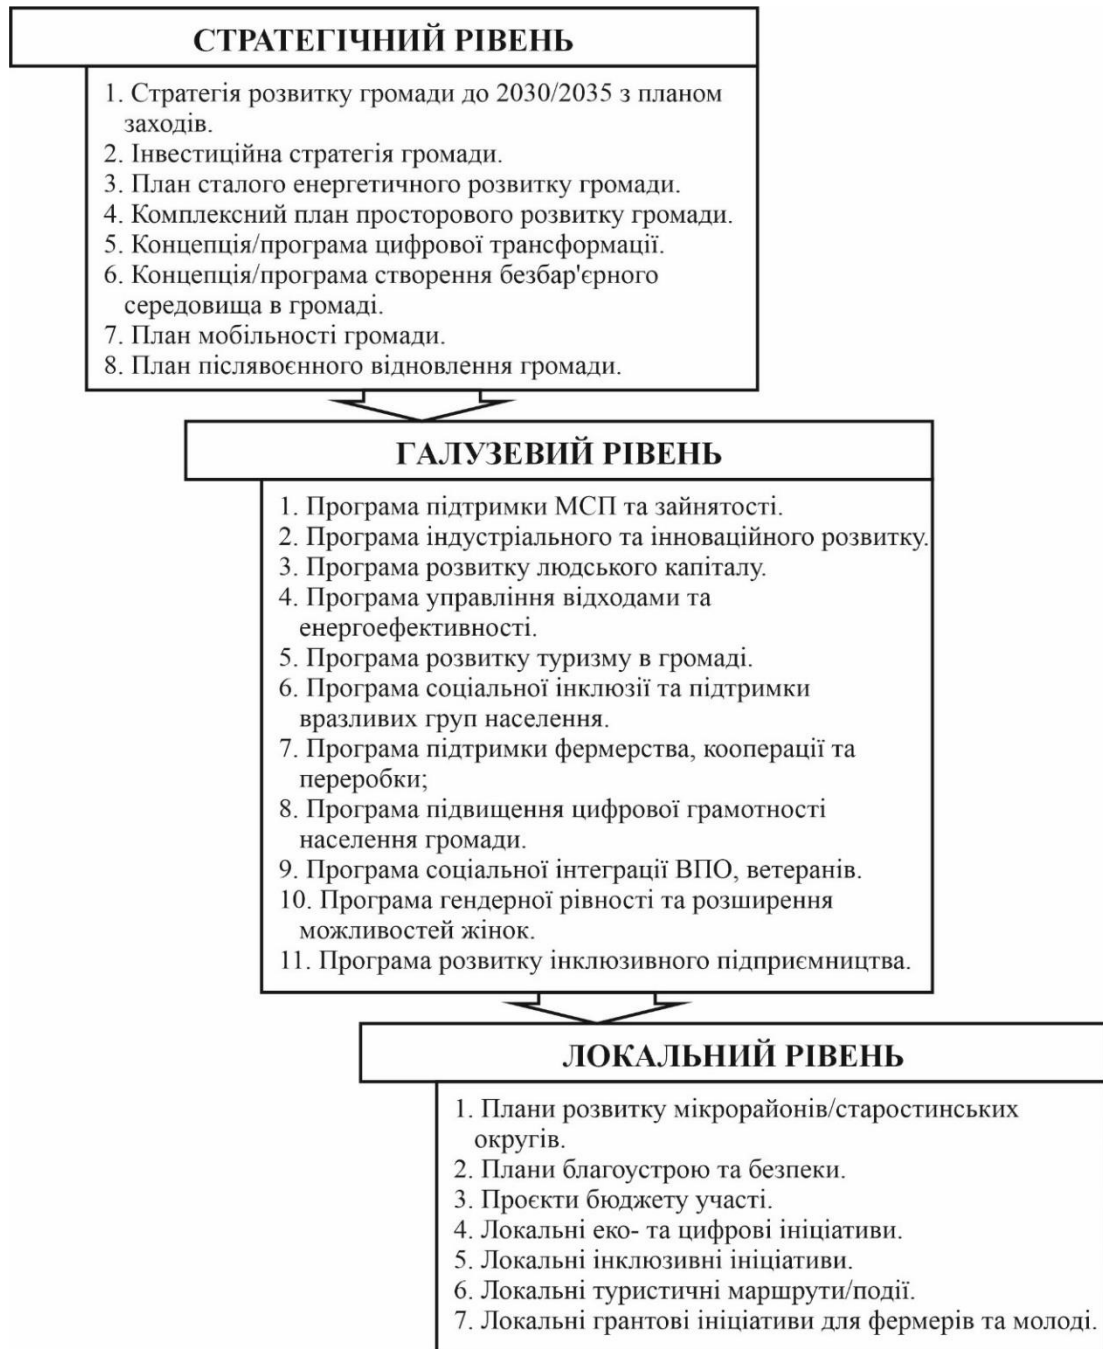 СТРАТЕГІЧНИЙ РІВЕНЬ
1. Стратегія розвитку громади до 2030/2035 з планом
заходів.
2. Інвестиційна стратегія громади.
3. План сталого енергетичного розвитку громади.
4. Комплексний план просторового розвитку громади.
5. Концепція/програма цифрової трансформації.
6. Концепція/програма створення безбар'єрного
середовища в громаді.
7. План мобільності громади.
8. План післявоєнного відновлення громади.
ГАЛУЗЕВИЙ РІВЕНЬ
1. Програма підтримки МСП та зайнятості.
2. Програма індустріального та інноваційного розвитку.
3. Програма розвитку людського капіталу.
4. Програма управління відходами та
енергоефективності.
5. Програма розвитку туризму в громаді.
6. Програма соціальної інклюзії та підтримки
вразливих груп населення.
7. Програма підтримки фермерства, кооперації та
переробки;
8. Програма підвищення цифрової грамотності
населення громади.
9. Програма соціальної інтеграції ВПО, ветеранів.
10. Програма гендерної рівності та розширення
можливостей жінок.
11. Програма розвитку інклюзивного підприємництва.
ЛОКАЛЬНИЙ РІВЕНЬ
1. Плани розвитку мікрорайонів/старостинських
округів.
2. Плани благоустрою та безпеки.
3. Проєкти бюджету участі.
4. Локальні еко- та цифрові ініціативи.
5. Локальні інклюзивні ініціативи.
6. Локальні туристичні маршрути/події.
7. Локальні грантові ініціативи для фермерів та молоді.